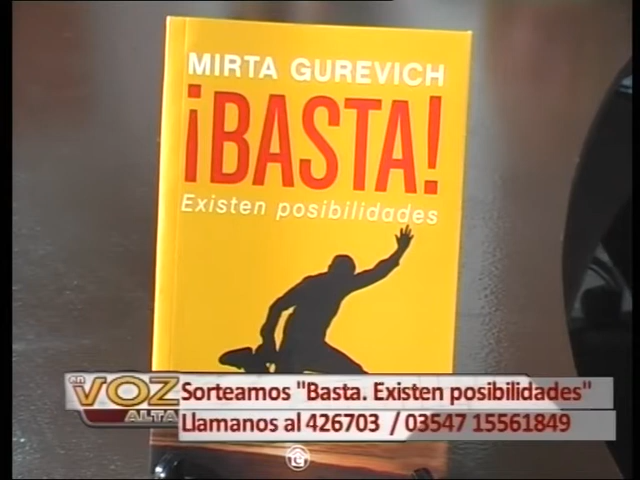 MIRTA GUREVICH
¡BASTA!
Existen posibilidades
en
VOZ
ALTA
Sorteamos "Basta. Existen posibilidades"
Llamanos al 426703 / 03547 15561849